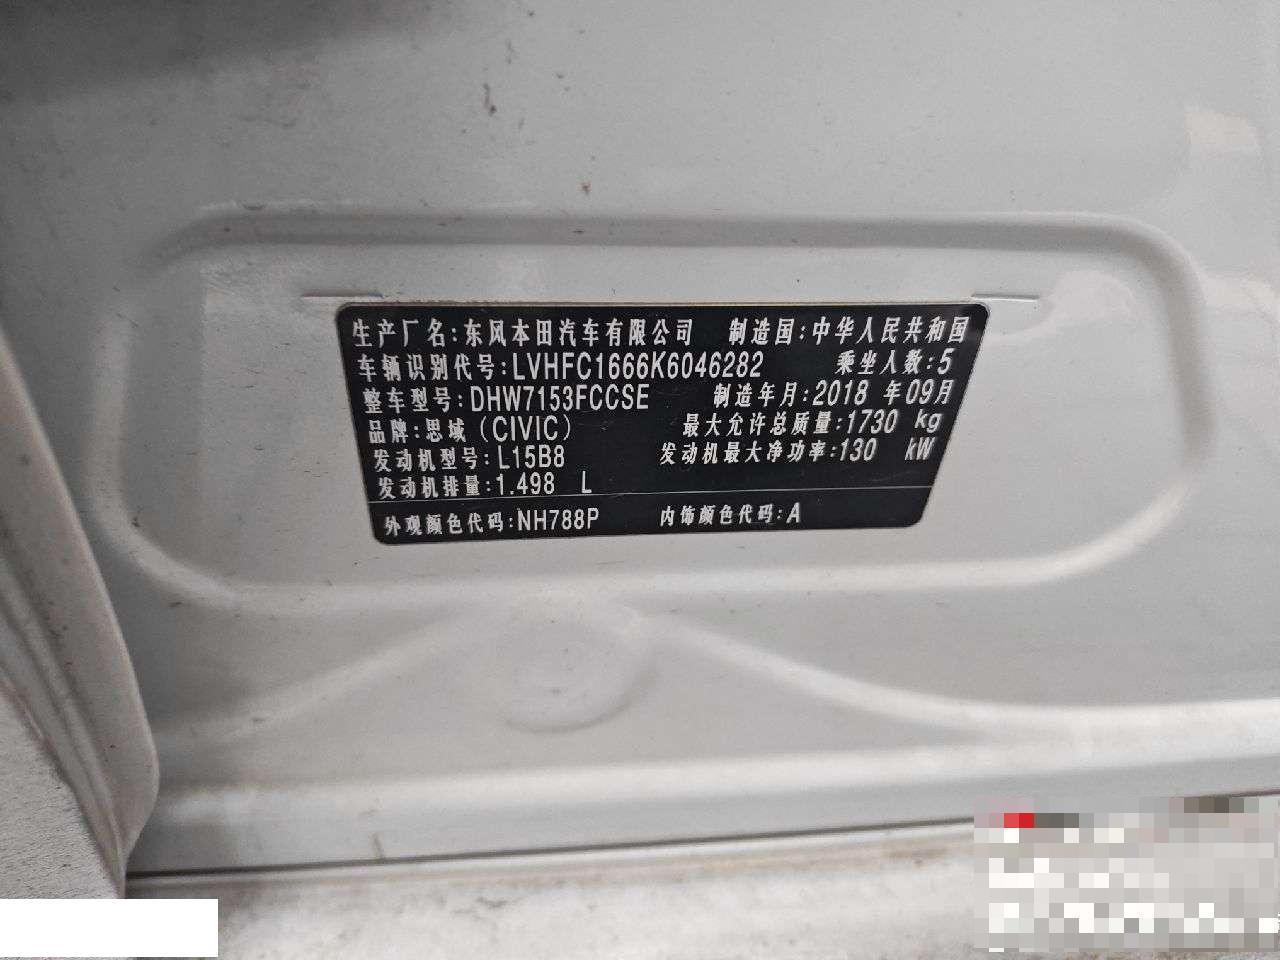 生产厂名:东风本田汽车有限公司 制造国:中华人民共和国
车辆识别代号:LVHFC1666K6046282 乘坐人数:5
整车型号:DHW7153FCCSE 制造年月:2018 年09月
品牌:思域(CIVIC) 最大允许总质量:1730 kg
发动机型号:L15B8 发动机最大净功率:130 kW
发动机排量:1.498 L
外观颜色代码:NH788P 内饰颜色代码:A